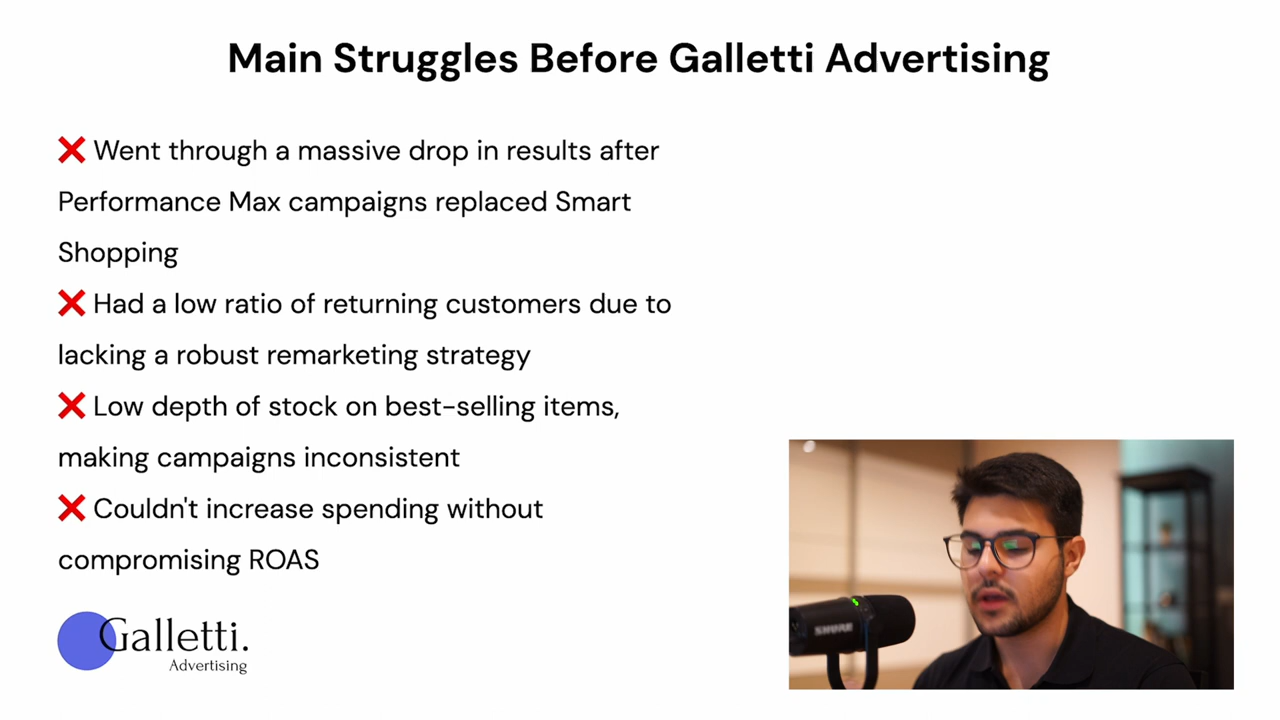 Main Struggles Before Galletti Advertising
❌ Went through a massive drop in results after
Performance Max campaigns replaced Smart
Shopping
❌ Had a low ratio of returning customers due to
lacking a robust remarketing strategy
❌ Low depth of stock on best-selling items,
making campaigns inconsistent
❌ Couldn't increase spending without
compromising ROAS
Galletti.
Advertising
SHURE